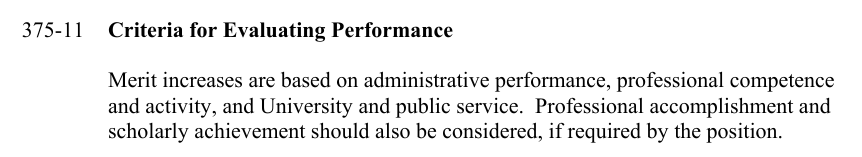 375-11 Criteria for Evaluating Performance
Merit increases are based on administrative performance, professional competence
and activity, and University and public service.  Professional accomplishment and
scholarly achievement should also be considered, if required by the position.